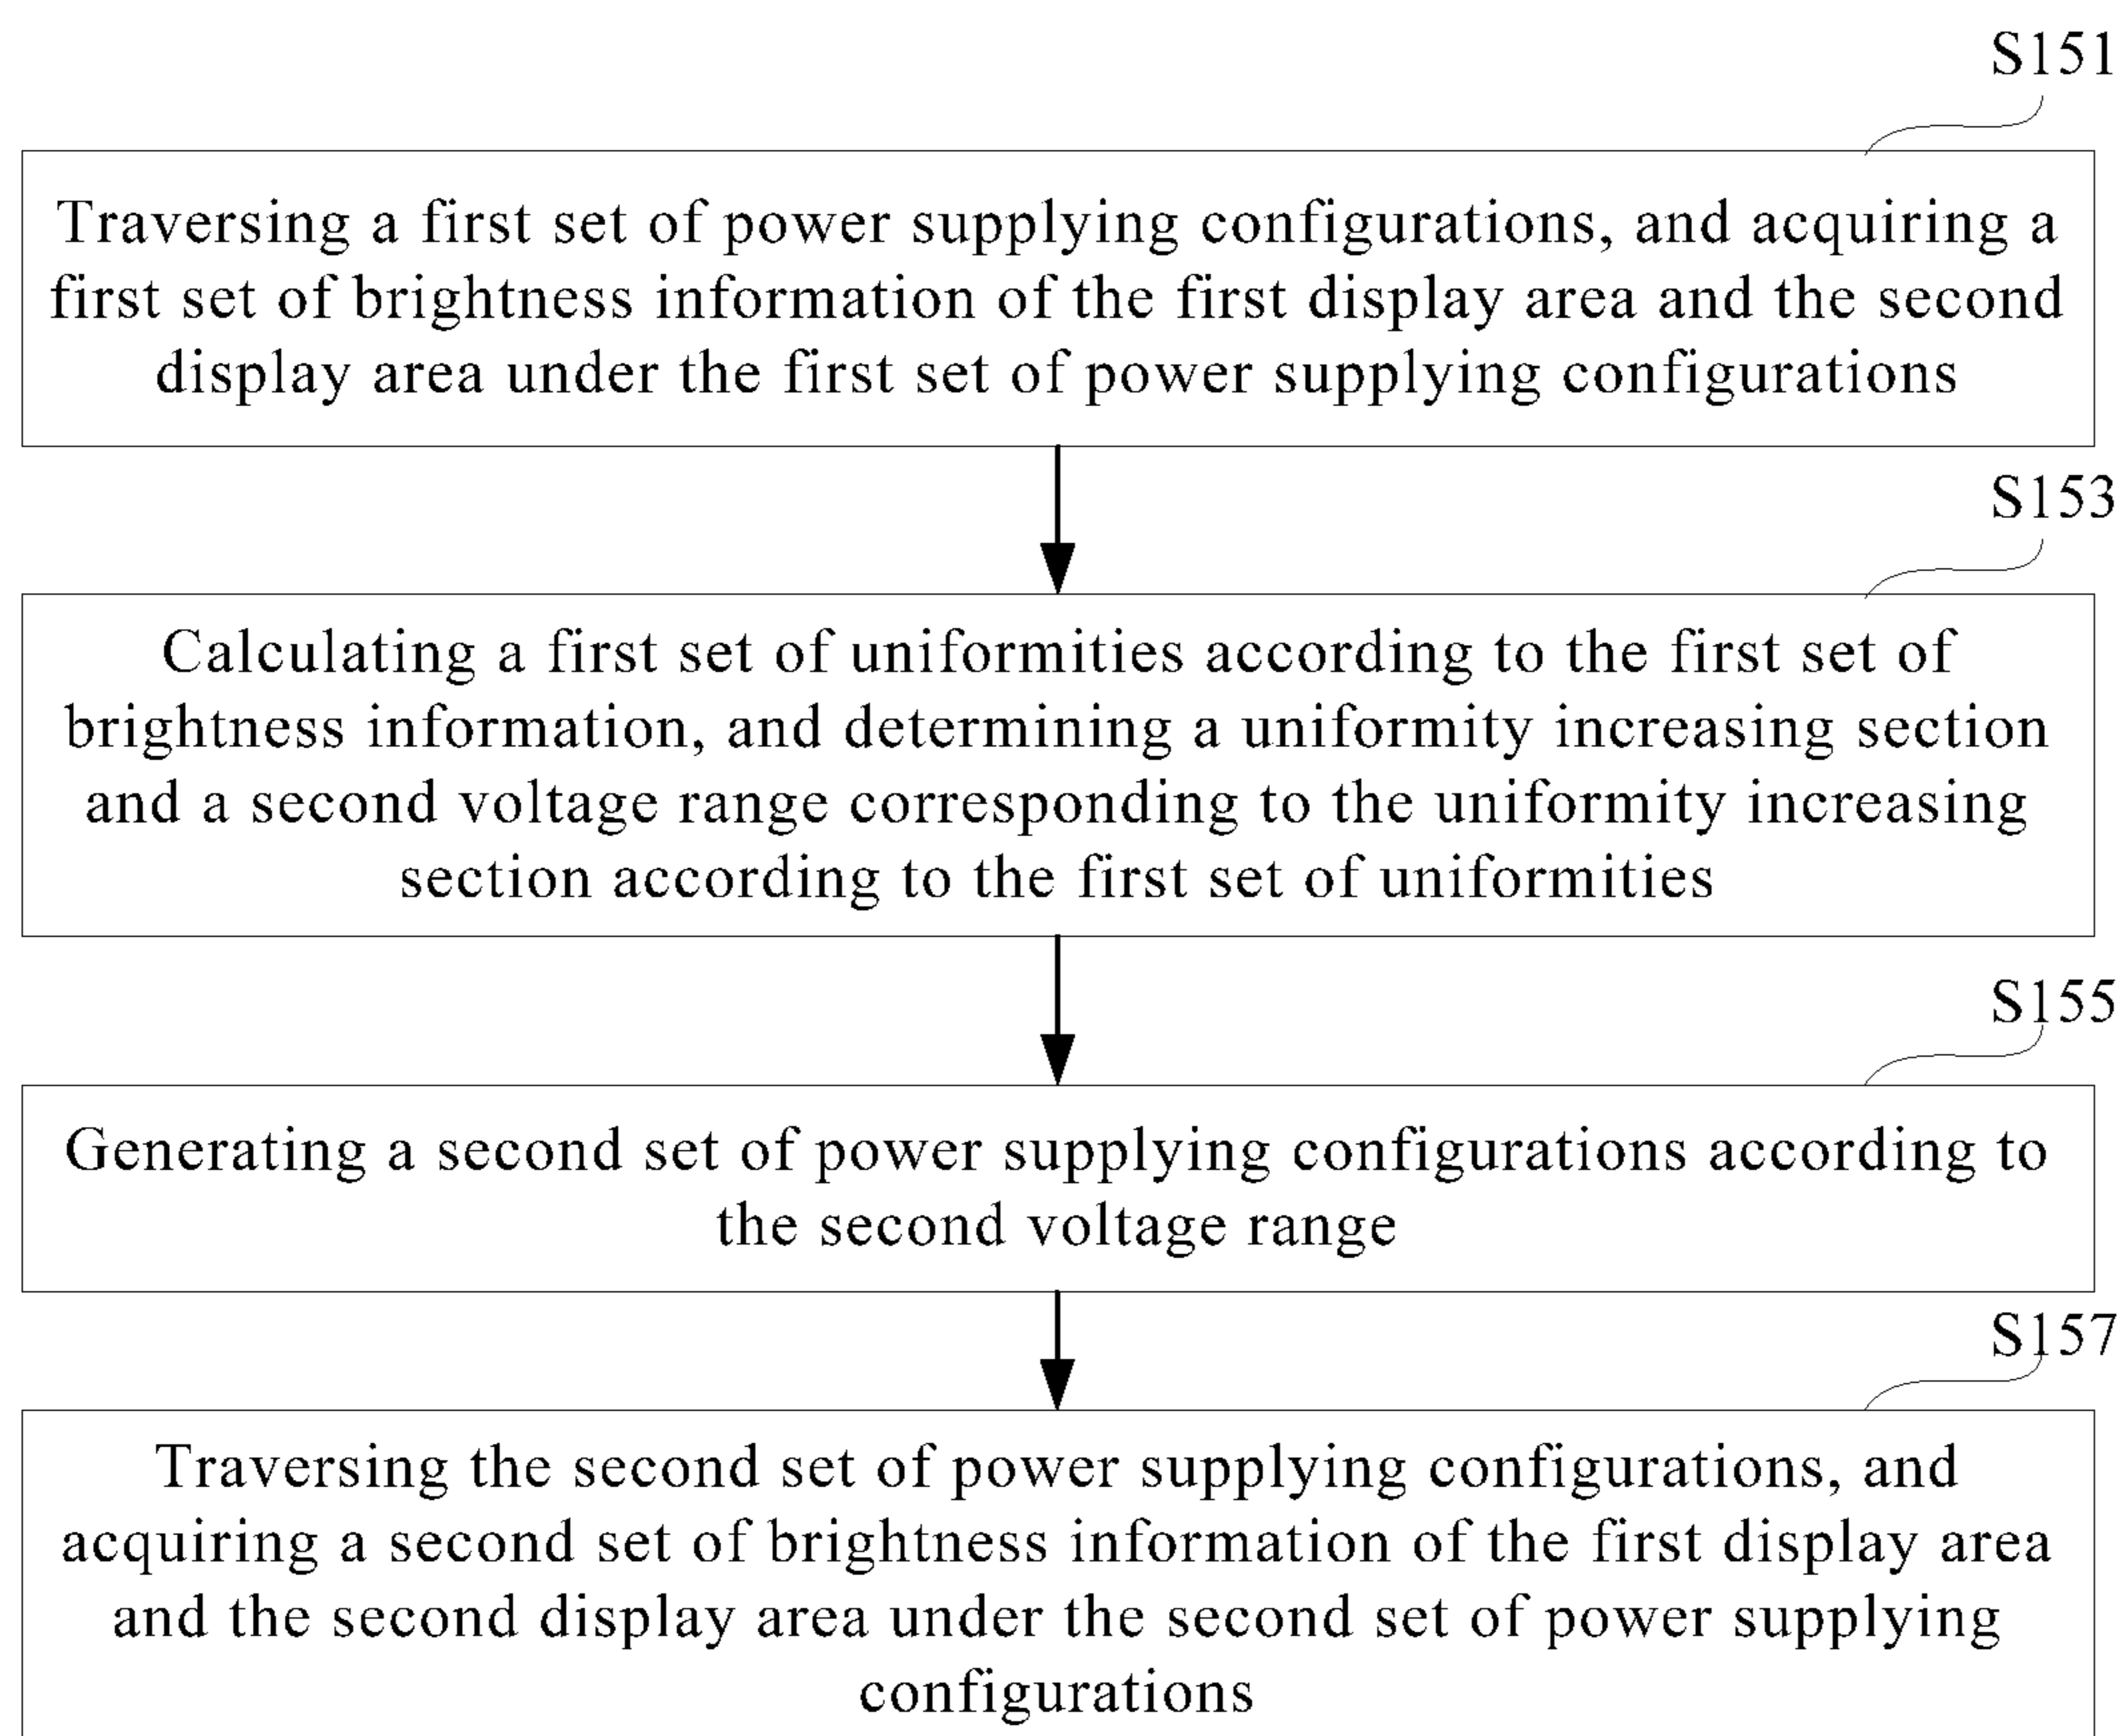 S151
Traversing a first set of power supplying configurations, and acquiring a
first set of brightness information of the first display area and the second
display area under the first set of power supplying configurations
S153
Calculating a first set of uniformities according to the first set of
brightness information, and determining a uniformity increasing section
and a second voltage range corresponding to the uniformity increasing
section according to the first set of uniformities
S155
Generating a second set of power supplying configurations according to
the second voltage range
S157
Traversing the second set of power supplying configurations, and
acquiring a second set of brightness information of the first display area
and the second display area under the second set of power supplying
configurations